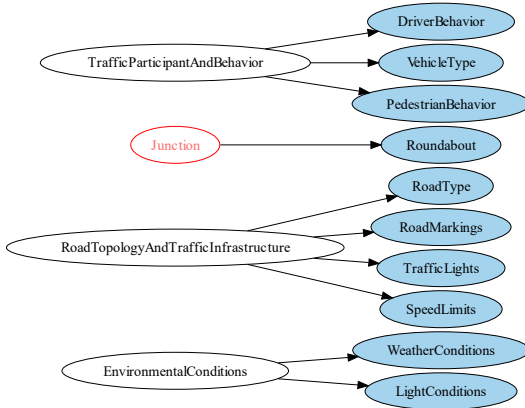 DriverBehavior
TrafficParticipantAndBehavior
VehicleType
PedestrianBehavior
Junction
Roundabout
RoadType
RoadMarkings
RoadTopologyAndTrafficInfrastructure
TrafficLights
SpeedLimits
WeatherConditions
EnvironmentalConditions
LightConditions